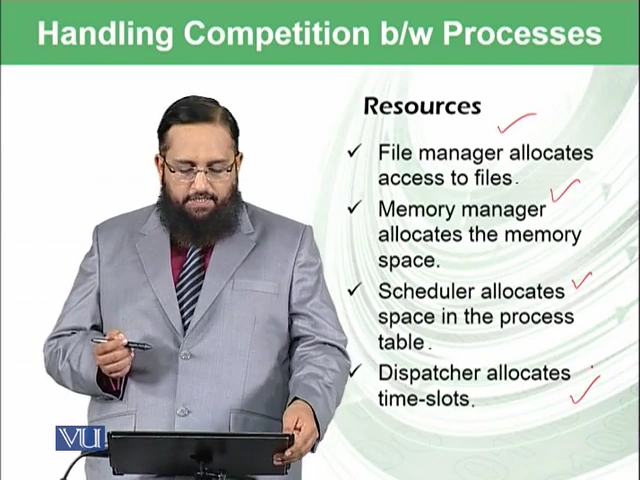 Handling Competition b/w Processes
Resources
✓ File manager allocates
access to files.
✓ Memory manager
allocates the memory
space.
✓ Scheduler allocates
space in the process
table.
✓ Dispatcher allocates
time-slots.
VU